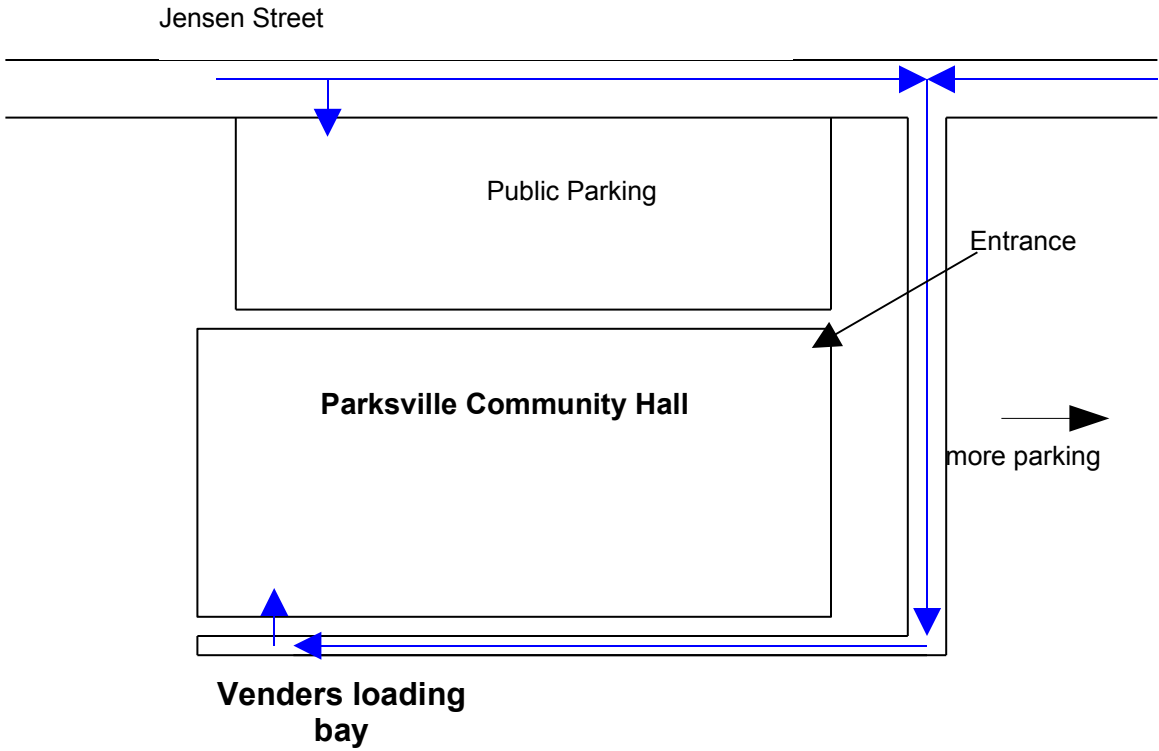 Jensen Street
Public Parking
Entrance
Parksville Community Hall
more parking
Venders loading
bay